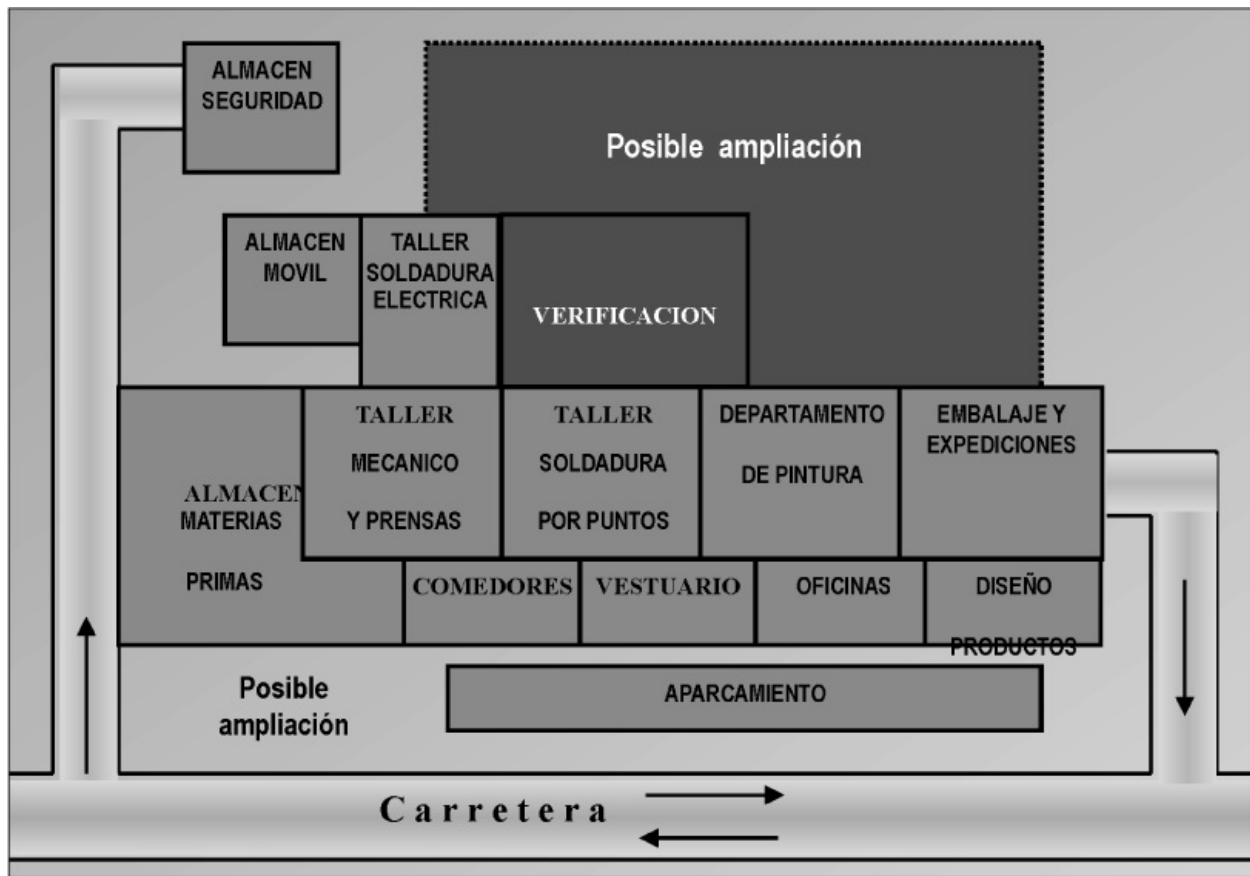 ALMACEN
SEGURIDAD
Posible ampliación
ALMACEN
MOVIL
TALLER
SOLDADURA
ELECTRICA
VERIFICACION
ALMACEN
MATERIAS
PRIMAS
TALLER
MECANICO
Y PRENSAS
TALLER
SOLDADURA
POR PUNTOS
DEPARTAMENTO
DE PINTURA
EMBALAJE Y
EXPEDICIONES
COMEDORES
VESTUARIO
OFICINAS
DISEÑO
PRODUCTOS
Posible
ampliación
APARCAMIENTO
Carretera